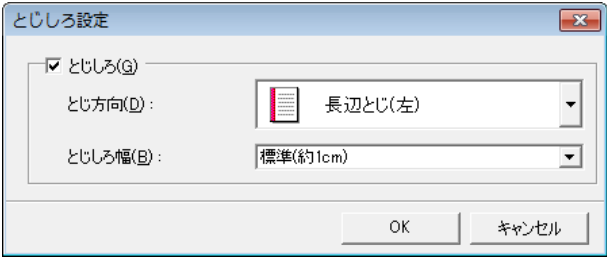 とじしろ設定
とじしろ(G)
とじ方向(D):
長辺とじ(左)
とじしろ幅(B):
標準(約1cm)
OK
キャンセル